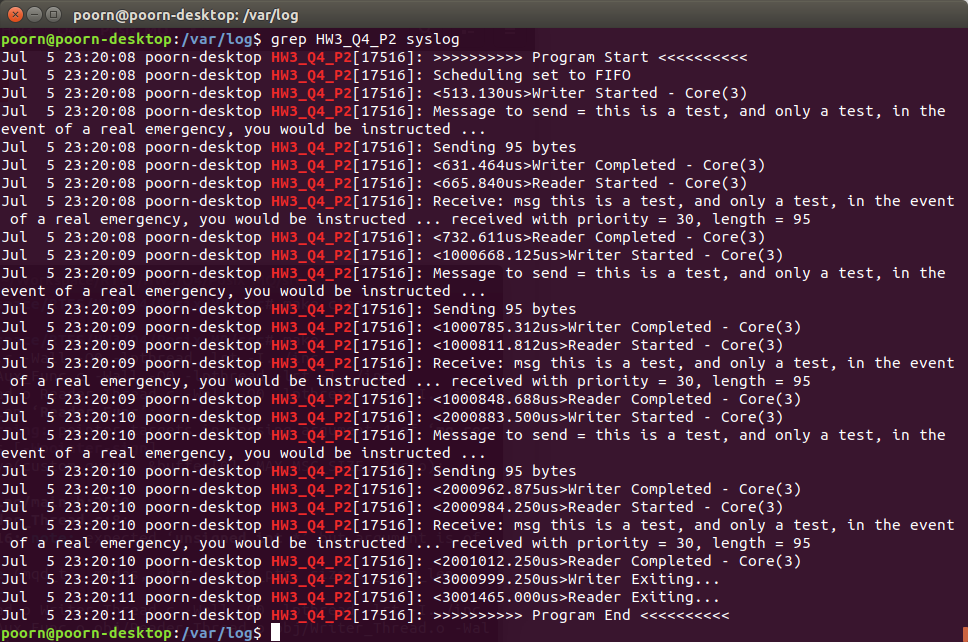 poorn@poorn-desktop: /var/log
poorn@poorn-desktop:/var/log$ grep HW3_Q4_P2 syslog
Jul  5 23:20:08 poorn-desktop HW3_Q4_P2[17516]: >>>>>>>>>> Program Start <<<<<<<<<<
Jul  5 23:20:08 poorn-desktop HW3_Q4_P2[17516]: Scheduling set to FIFO
Jul  5 23:20:08 poorn-desktop HW3_Q4_P2[17516]: <513.130us>Writer Started - Core(3)
Jul  5 23:20:08 poorn-desktop HW3_Q4_P2[17516]: Message to send = this is a test, and only a test, in the
event of a real emergency, you would be instructed ...
Jul  5 23:20:08 poorn-desktop HW3_Q4_P2[17516]: Sending 95 bytes
Jul  5 23:20:08 poorn-desktop HW3_Q4_P2[17516]: <631.464us>Writer Completed - Core(3)
Jul  5 23:20:08 poorn-desktop HW3_Q4_P2[17516]: <665.840us>Reader Started - Core(3)
Jul  5 23:20:08 poorn-desktop HW3_Q4_P2[17516]: Receive: msg this is a test, and only a test, in the event
 of a real emergency, you would be instructed ... received with priority = 30, length = 95
Jul  5 23:20:08 poorn-desktop HW3_Q4_P2[17516]: <732.611us>Reader Completed - Core(3)
Jul  5 23:20:09 poorn-desktop HW3_Q4_P2[17516]: <1000668.125us>Writer Started - Core(3)
Jul  5 23:20:09 poorn-desktop HW3_Q4_P2[17516]: Message to send = this is a test, and only a test, in the
event of a real emergency, you would be instructed ...
Jul  5 23:20:09 poorn-desktop HW3_Q4_P2[17516]: Sending 95 bytes
Jul  5 23:20:09 poorn-desktop HW3_Q4_P2[17516]: <1000785.312us>Writer Completed - Core(3)
Jul  5 23:20:09 poorn-desktop HW3_Q4_P2[17516]: <1000811.812us>Reader Started - Core(3)
Jul  5 23:20:09 poorn-desktop HW3_Q4_P2[17516]: Receive: msg this is a test, and only a test, in the event
 of a real emergency, you would be instructed ... received with priority = 30, length = 95
Jul  5 23:20:09 poorn-desktop HW3_Q4_P2[17516]: <1000848.688us>Reader Completed - Core(3)
Jul  5 23:20:10 poorn-desktop HW3_Q4_P2[17516]: <2000883.500us>Writer Started - Core(3)
Jul  5 23:20:10 poorn-desktop HW3_Q4_P2[17516]: Message to send = this is a test, and only a test, in the
event of a real emergency, you would be instructed ...
Jul  5 23:20:10 poorn-desktop HW3_Q4_P2[17516]: Sending 95 bytes
Jul  5 23:20:10 poorn-desktop HW3_Q4_P2[17516]: <2000962.875us>Writer Completed - Core(3)
Jul  5 23:20:10 poorn-desktop HW3_Q4_P2[17516]: <2000984.250us>Reader Started - Core(3)
Jul  5 23:20:10 poorn-desktop HW3_Q4_P2[17516]: Receive: msg this is a test, and only a test, in the event
 of a real emergency, you would be instructed ... received with priority = 30, length = 95
Jul  5 23:20:10 poorn-desktop HW3_Q4_P2[17516]: <2001012.250us>Reader Completed - Core(3)
Jul  5 23:20:11 poorn-desktop HW3_Q4_P2[17516]: <3000999.250us>Writer Exiting...
Jul  5 23:20:11 poorn-desktop HW3_Q4_P2[17516]: <3001465.000us>Reader Exiting...
Jul  5 23:20:11 poorn-desktop HW3_Q4_P2[17516]: >>>>>>>>>> Program End <<<<<<<<<<
poorn@poorn-desktop:/var/log$